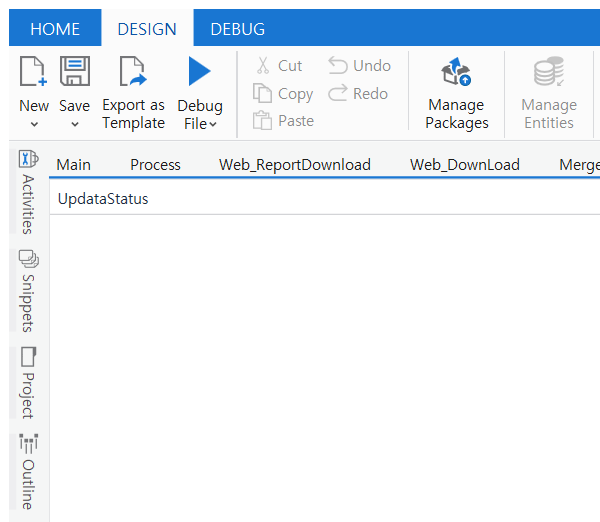 HOME DESIGN DEBUG
New Save Export as Template Debug File
Cut Undo
Copy Redo
Paste
Manage Packages Manage Entities
Main Process Web_ReportDownload Web_DownLoad Merge
UpdataStatus
Activities
Snippets
Project
Outline